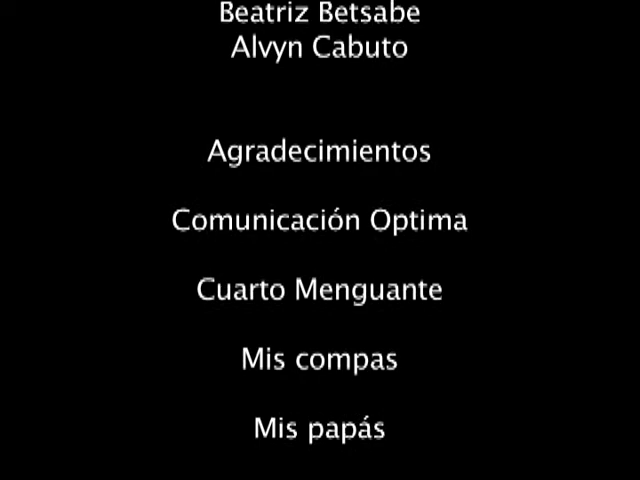 Beatriz Betsabe
Alvyn Cabuto
Agradecimientos
Comunicación Optima
Cuarto Menguante
Mis compas
Mis papás